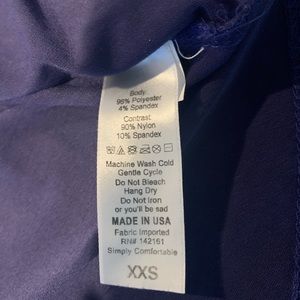 Body
96% Polyester
4% Spandex
Contrast
90% Nylon
10% Spandex
Machine Wash Cold
Gentle Cycle
Do Not Bleach
Hang Dry
Do Not Iron
or you'll be sad
MADE IN USA
Fabric Imported
RN# 142161
Simply Comfortable
XXS